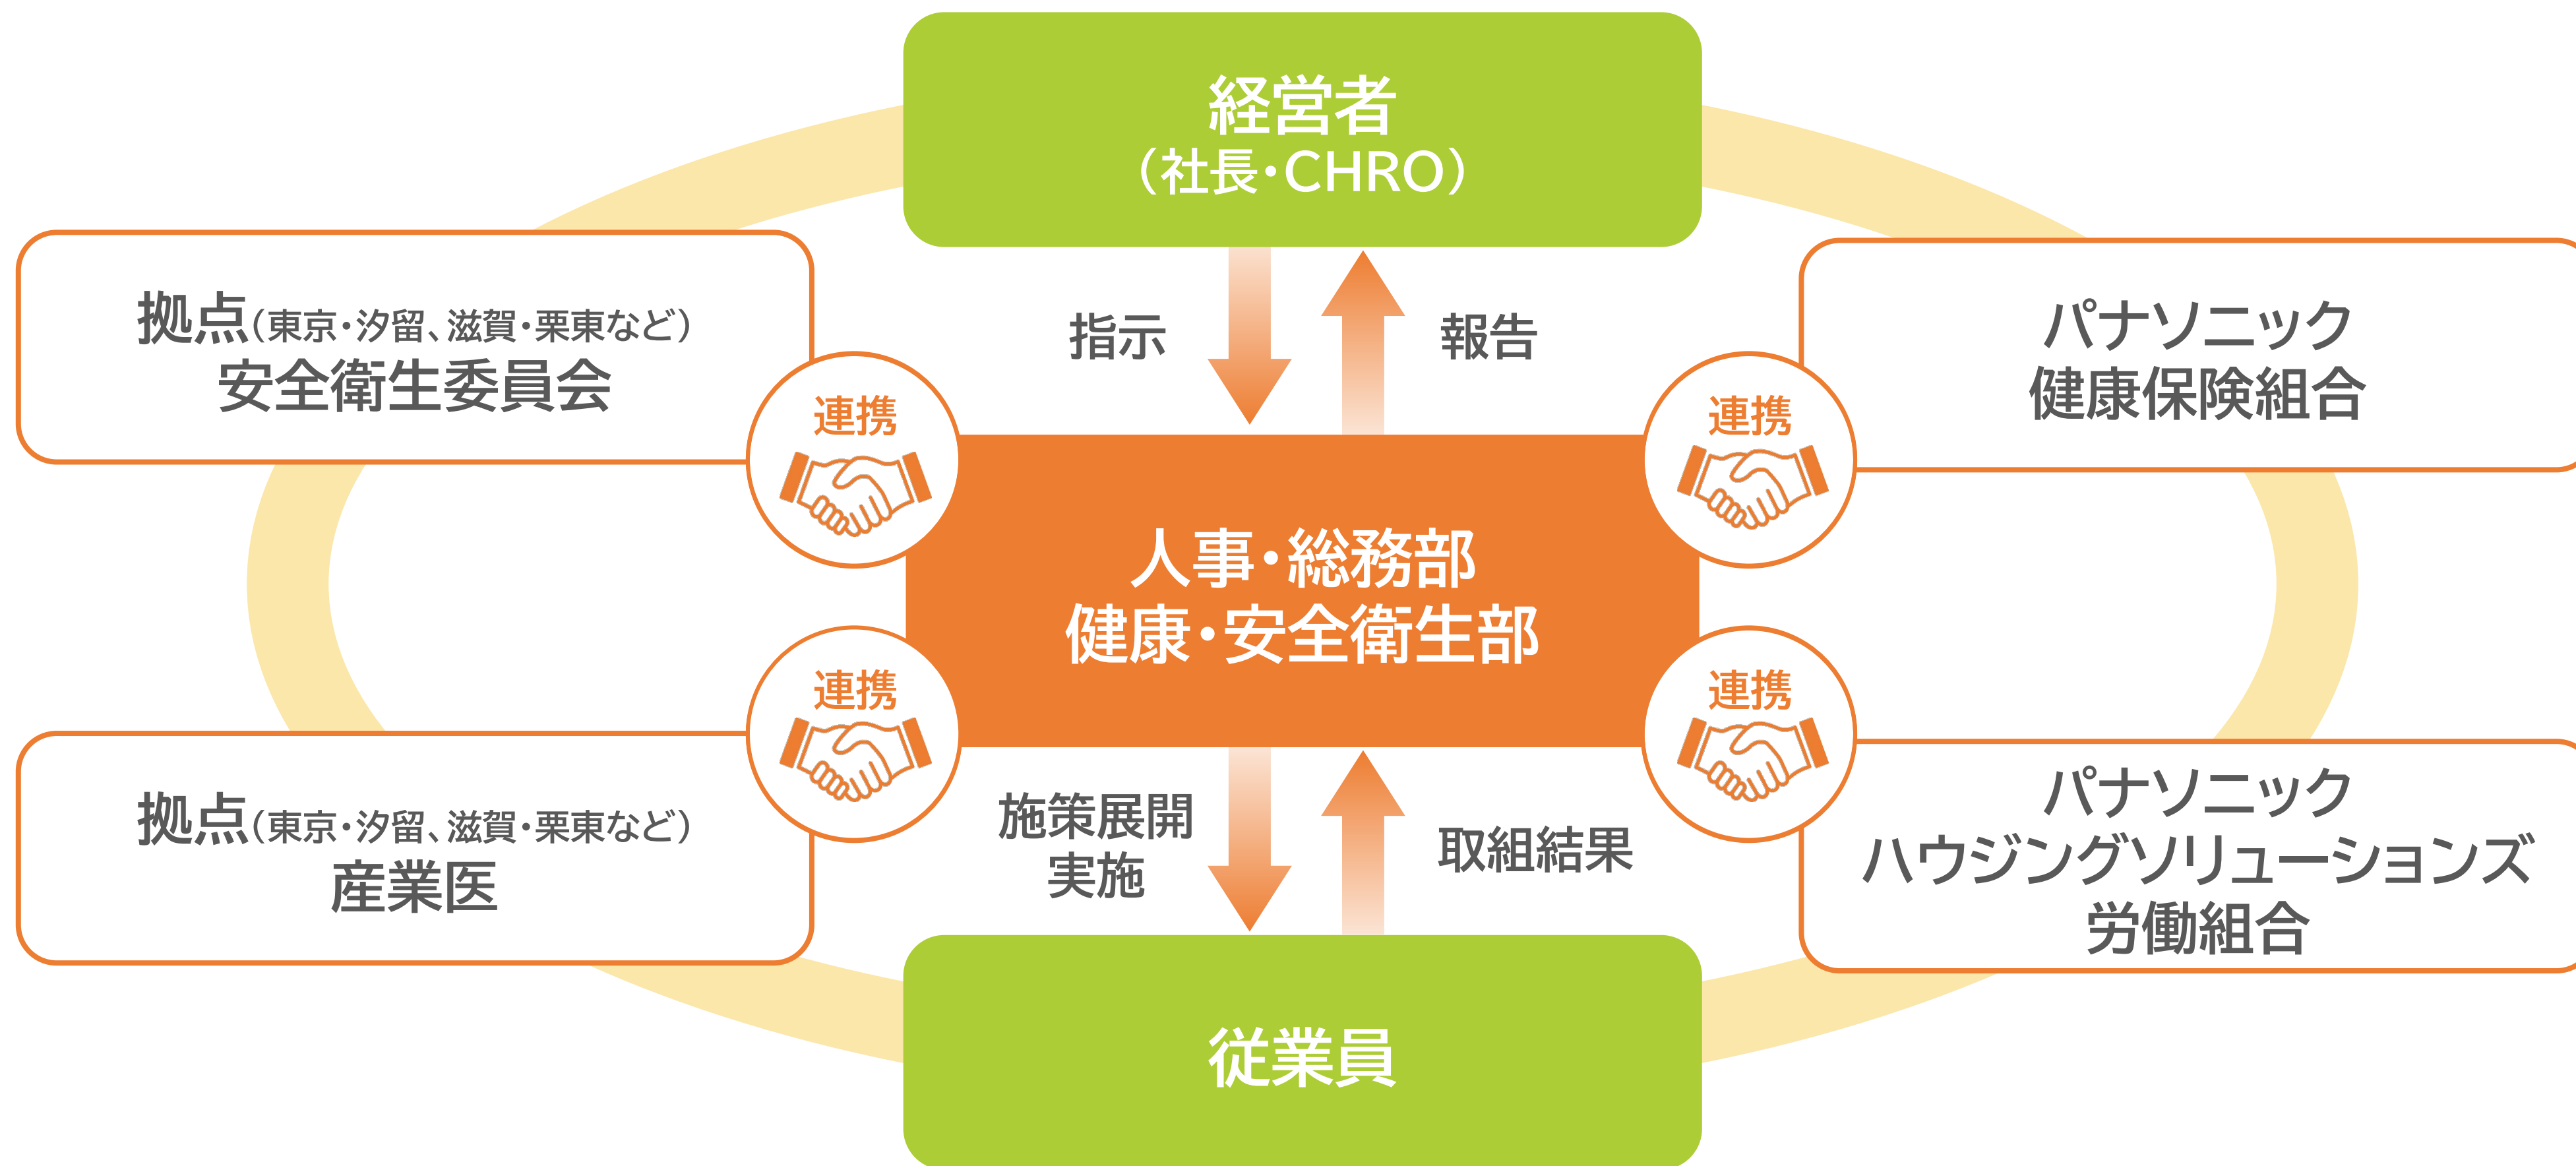 経営者
（社長・CHRO）
拠点（東京・汐留、滋賀・栗東など）
安全衛生委員会
指示
報告
パナソニック
健康保険組合
連携
連携
人事・総務部
健康・安全衛生部
連携
連携
拠点（東京・汐留、滋賀・栗東など）
産業医
施策展開
実施
取組結果
パナソニック
ハウジングソリューションズ
労働組合
従業員